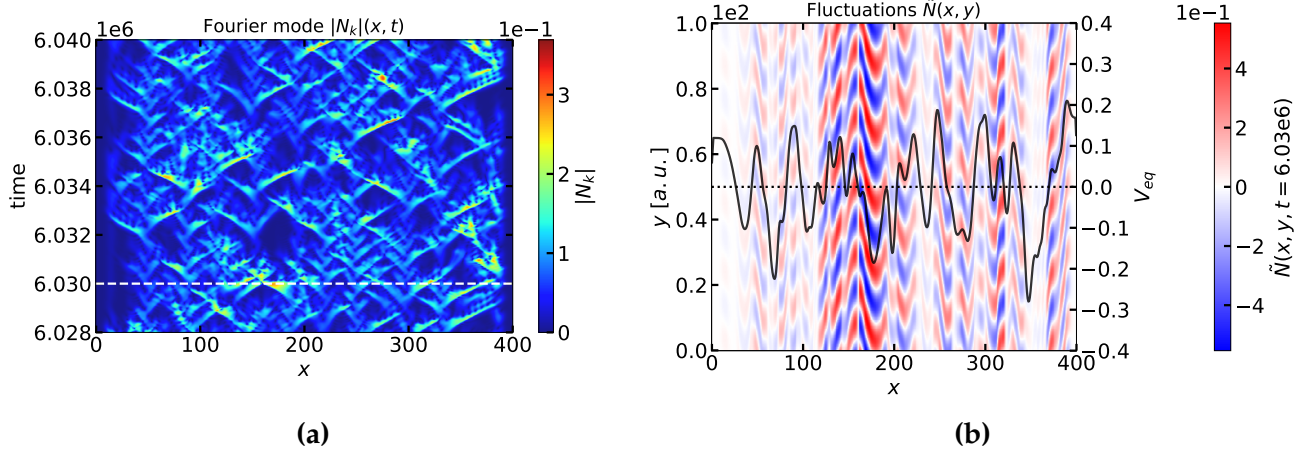 1e6
Fourier mode |N_k|(x, t)
1e−1
6.040
6.038
6.036
6.034
6.032
6.030
6.028
time
0
100
200
300
400
x
3
2
1
0
|N_k|
(a)
1e2
Fluctuations Ñ(x, y)
1.0
0.8
0.6
0.4
0.2
0.0
y [a. u.]
0
100
200
300
400
x
0.4
0.3
0.2
0.1
0.0
−0.1
−0.2
−0.3
−0.4
V_eq
1e−1
4
2
0
−2
−4
Ñ(x, y, t = 6.03e6)
(b)